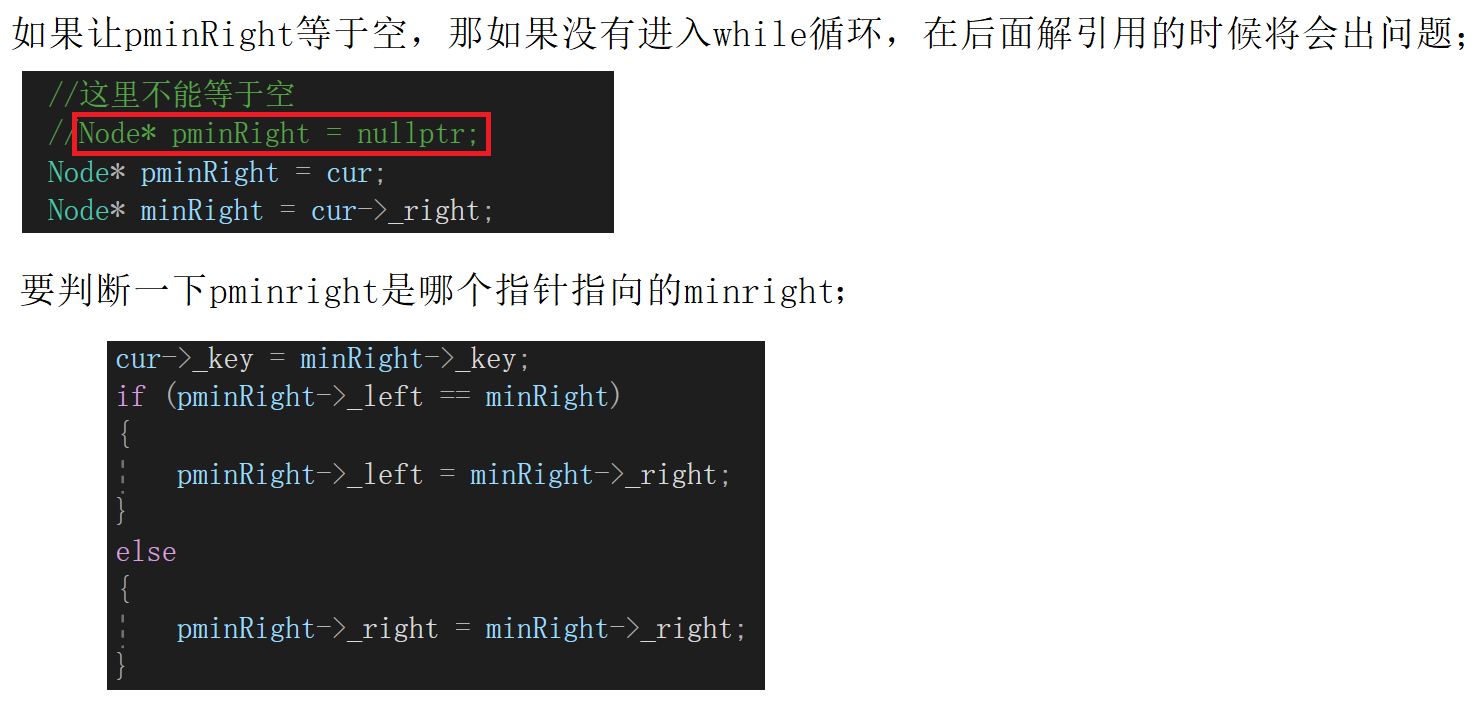 如果让pminRight等于空，那如果没有进入while循环，在后面解引用的时候将会出问题；
//这里不能等于空
//Node* pminRight = nullptr;
Node* pminRight = cur;
Node* minRight = cur->_right;
要判断一下pminright是哪个指针指向的minright；
cur->_key = minRight->_key;
if (pminRight->_left == minRight)
{
pminRight->_left = minRight->_right;
}
else
{
pminRight->_right = minRight->_right;
}